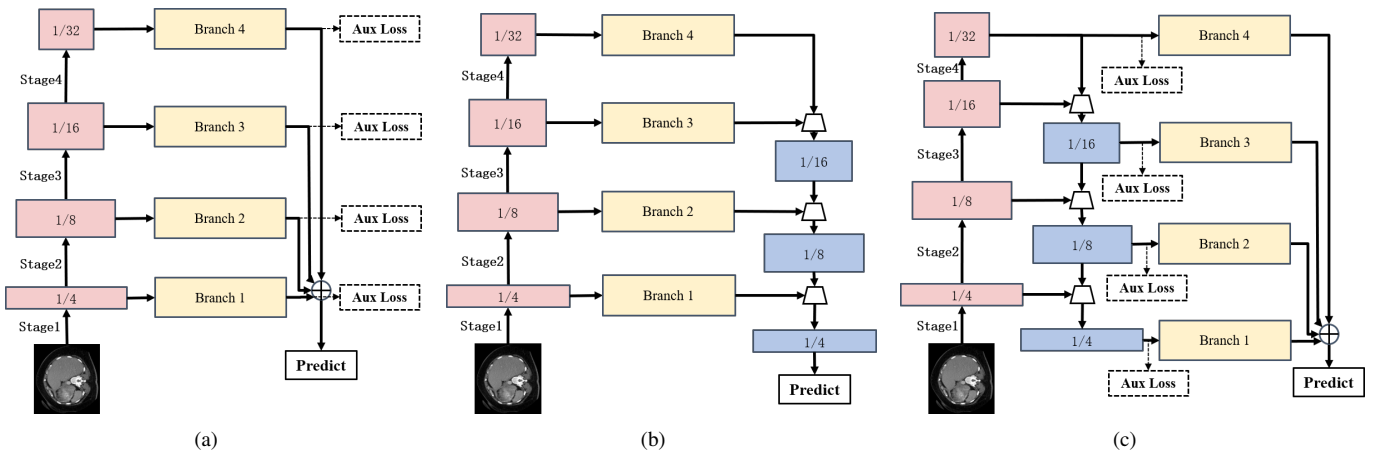 1/32
Branch 4
Aux Loss
Stage4
1/16
Branch 3
Aux Loss
Stage3
1/8
Branch 2
Aux Loss
Stage2
1/4
Branch 1
Aux Loss
Stage1
Predict
(a)
1/32
Branch 4
Stage4
1/16
Branch 3
1/16
Stage3
1/8
Branch 2
1/8
Stage2
1/4
Branch 1
Stage1
1/4
Predict
(b)
1/32
Branch 4
Stage4
Aux Loss
1/16
1/16
Branch 3
Stage3
Aux Loss
1/8
1/8
Branch 2
Stage2
Aux Loss
1/4
Stage1
1/4
Branch 1
Aux Loss
Predict
(c)